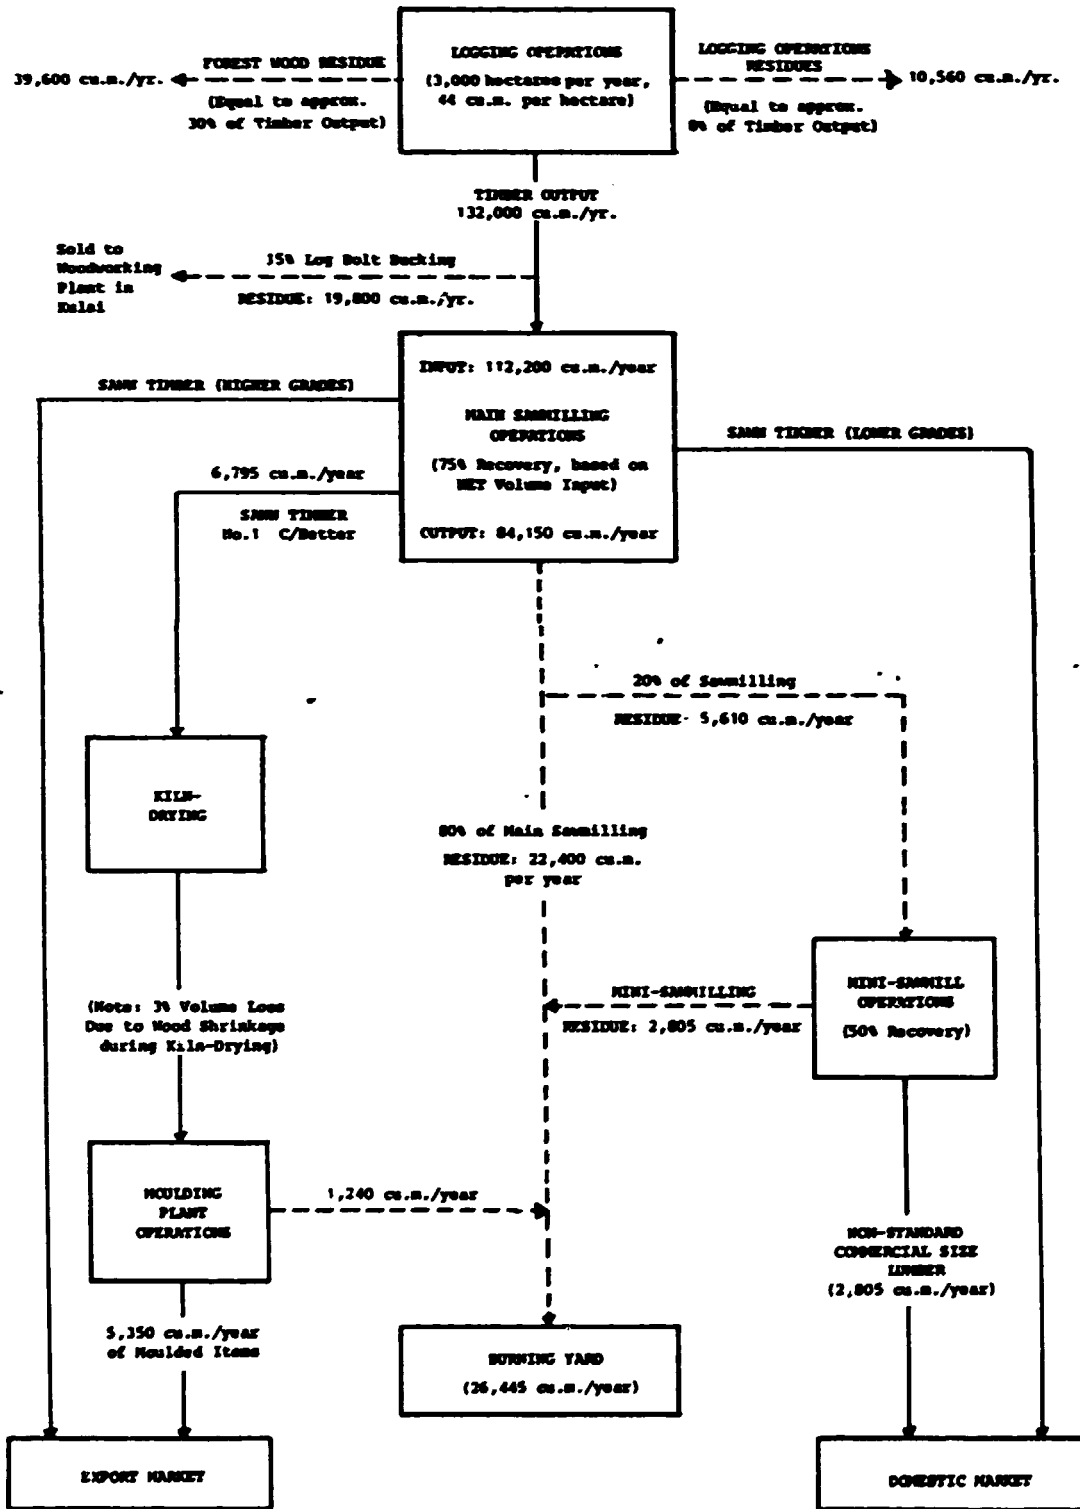 LOGGING OPERATIONS
(3,000 hectares per year,
44 cu.m. per hectare)
FOREST WOOD RESIDUE
39,600 cu.m./yr.
(Equal to approx.
30% of Timber Output)
LOGGING OPERATIONS
RESIDUES
10,560 cu.m./yr.
(Equal to approx.
8% of Timber Output)
TIMBER OUTPUT
132,000 cu.m./yr.
Sold to
Woodworking
Plant in
15% Log Bolt Bucking
RESIDUE: 19,800 cu.m./yr.
INPUT: 112,200 cu.m./year
MAIN SAWMILLING
OPERATIONS
(75% Recovery, based on
NET Volume Input)
OUTPUT: 84,150 cu.m./year
SAWN TIMBER (HIGHER GRADES)
SAWN TIMBER (LOWER GRADES)
6,795 cu.m./year
SAWN TIMBER
No.1 C/Better
20% of Sawmilling
RESIDUE: 5,610 cu.m./year
KILN-
DRYING
80% of Main Sawmilling
RESIDUE: 22,400 cu.m.
per year
(Note: 3% Volume Loss
Due to Wood Shrinkage
during Kiln-Drying)
MINI-SAWMILLING
RESIDUE: 2,805 cu.m./year
MINI-SAWMILL
OPERATIONS
(50% Recovery)
MOULDING
PLANT
OPERATIONS
1,240 cu.m./year
NON-STANDARD
COMMERCIAL SIZE
LUMBER
(2,805 cu.m./year)
5,350 cu.m./year
of Moulded Items
BURNING YARD
(26,445 cu.m./year)
EXPORT MARKET
DOMESTIC MARKET